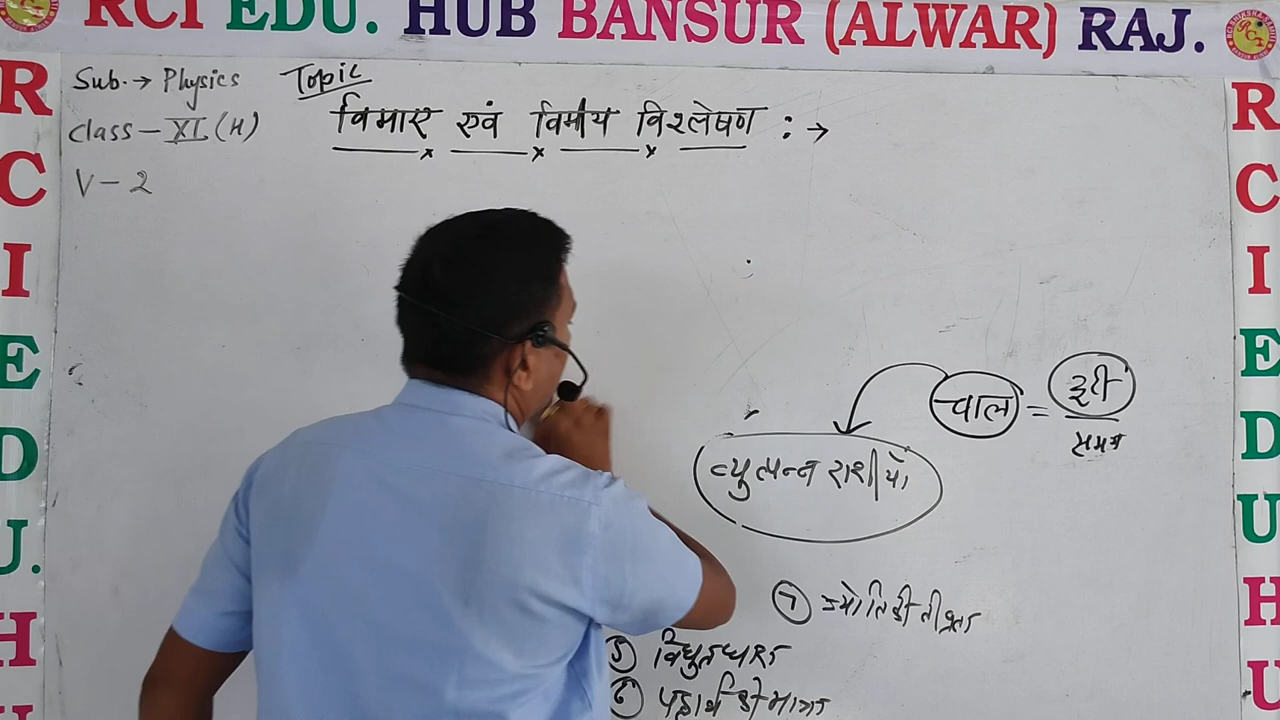 RCI EDU. HUB BANSUR (ALWAR) RAJ.
Sub. → Physics
Topic
Class - XI (H)
विमाएं एवं विमीय विश्लेषण : →
V - 2
चाल = दूरी
समय
व्युत्पन्न राशीयाँ
7 ज्योति की तीव्रता
5 विधुत धारा
6 पदार्थ की मात्रा
R
C
I
E
D
U.
H
U
R
C
I
E
D
U
H
U